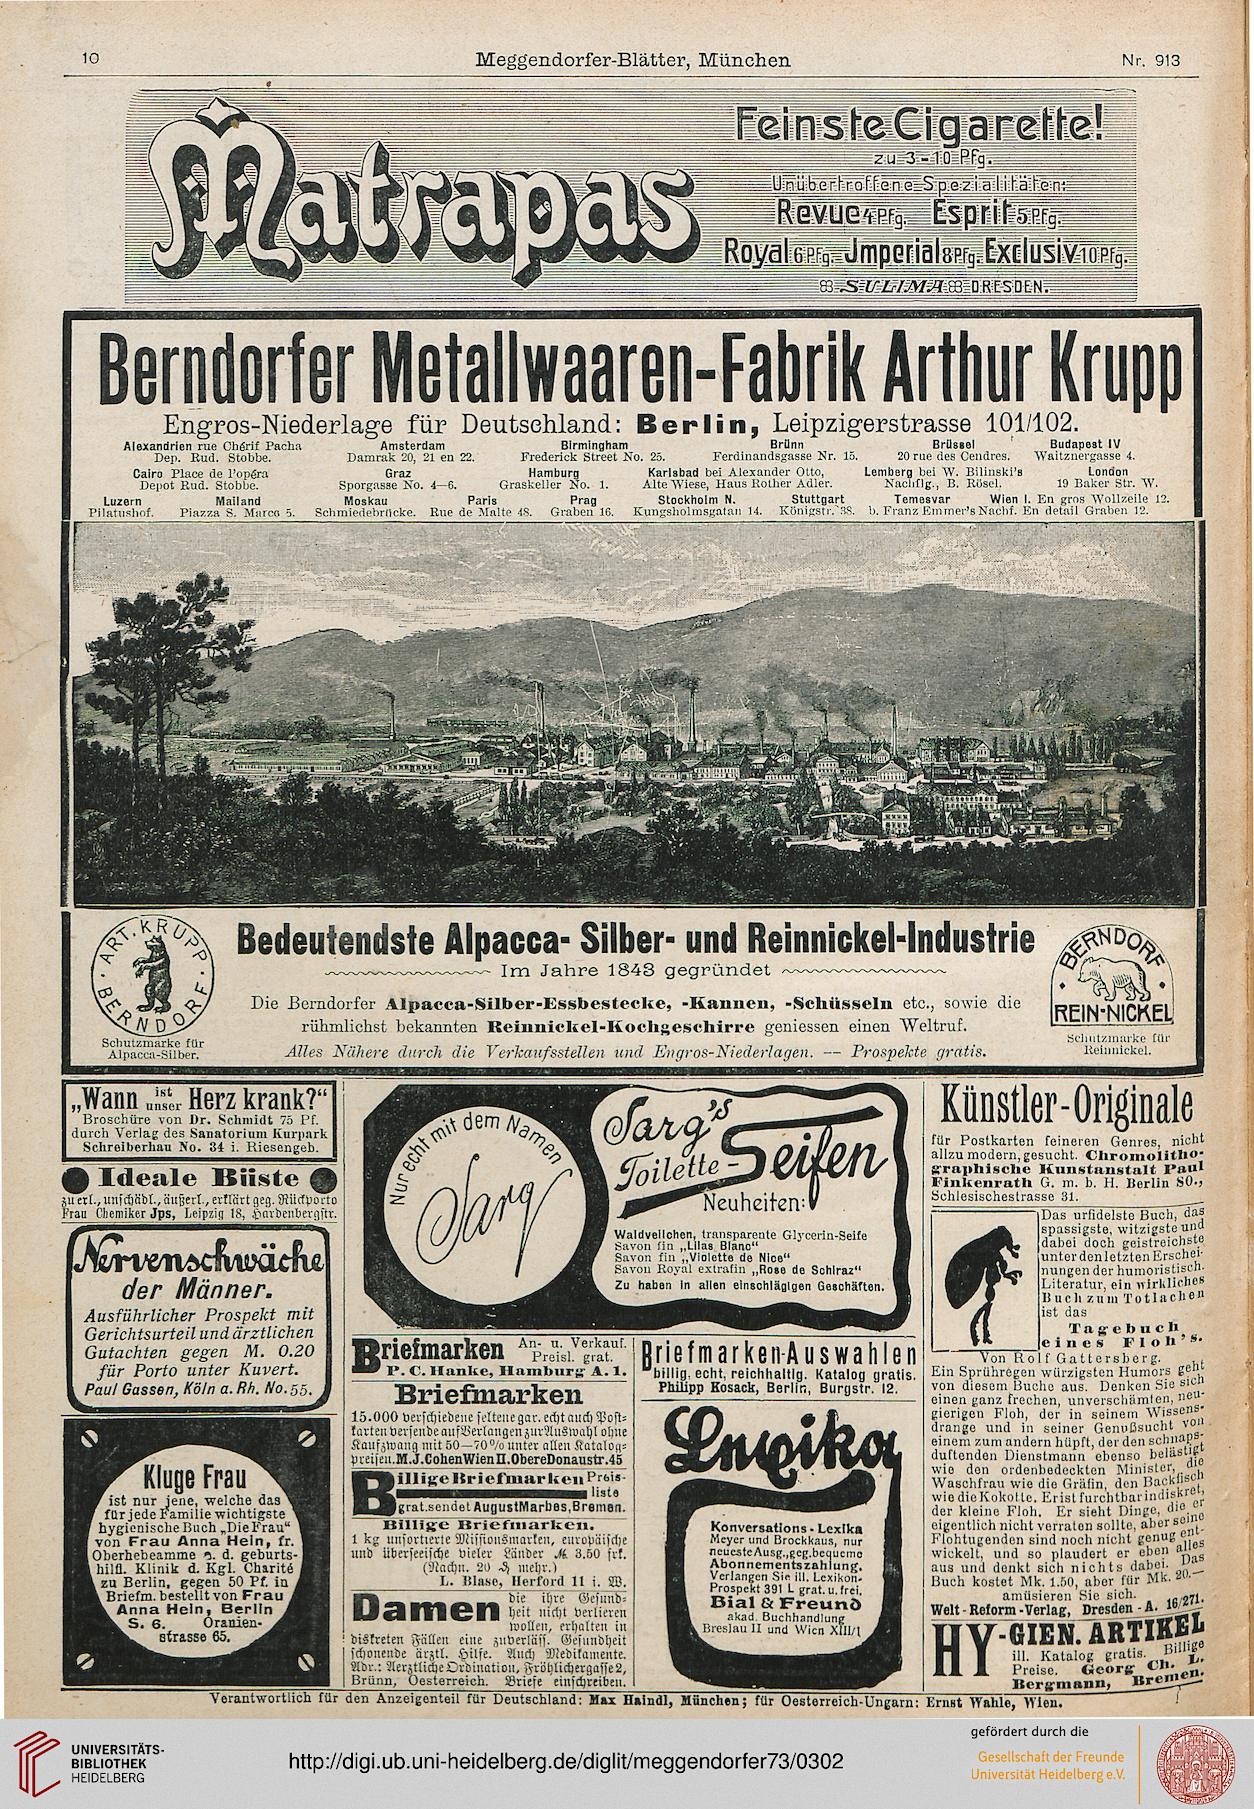 10
Meggendorfer-Blätter, München
Nr. 913
Matrapas
Feinste Cigarette!
zu 3-10 Pfg.
Unübertroffene Spezialitäten:
Revue 4 Pfg. Esprit 5 Pfg.
Royal 6 Pfg. Jmperial 8 Pfg. Exclusiv 10 Pfg.
SULIMA DRESDEN.
Berndorfer Metallwaaren-Fabrik Arthur Krupp
Engros-Niederlage für Deutschland: Berlin, Leipzigerstrasse 101/102.
Alexandrien rue Chérif Pacha Amsterdam Birmingham Brünn Brüssel Budapest IV
Dep. Rud. Stobbe. Damrak 20, 21 en 22. Frederick Street No. 25. Ferdinandsgasse Nr. 15. 20 rue des Cendres. Waitznergasse 4.
Cairo Place de l'opéra Graz Hamburg Karlsbad bei Alexander Otto, Lemberg bei W. Bilinski's London
Depot Rud. Stobbe. Sporgasse No. 4—6. Graskeller No. 1. Alte Wiese, Haus Rother Adler. Nachflg., B. Rösel. 19 Baker Str. W.
Luzern Mailand Moskau Paris Prag Stockholm N. Stuttgart Temesvar Wien I. En gros Wollzeile 12.
Pilatushof. Piazza S. Marco 5. Schmiedebrücke. Rue de Malte 48. Graben 16. Kungsholmsgatan 14. Königstr. 38. b. Franz Emmer's Nachf. En detail Graben 12.
ART. KRUPP
BERNDORF
Schutzmarke für
Alpacca-Silber.
Bedeutendste Alpacca- Silber- und Reinnickel-Industrie
Im Jahre 1843 gegründet
Die Berndorfer Alpacca-Silber-Essbestecke, -Kannen, -Schüsseln etc., sowie die
rühmlichst bekannten Reinnickel-Kochgeschirre geniessen einen Weltruf.
Alles Nähere durch die Verkaufsstellen und Engros-Niederlagen. — Prospekte gratis.
BERNDORF
REIN-NICKEL
Schutzmarke für
Reinnickel.
„Wann ist unser Herz krank?“
Broschüre von Dr. Schmidt 75 Pf.
durch Verlag des Sanatorium Kurpark
Schreiberhau No. 34 i. Riesengeb.
Ideale Büste
zu erl., unschädl., äußerl., erklärt geg. Rückporto
Frau Chemiker Jps, Leipzig 18, Hardenbergstr.
Nervenschwäche
der Männer.
Ausführlicher Prospekt mit
Gerichtsurteil und ärztlichen
Gutachten gegen M. 0.20
für Porto unter Kuvert.
Paul Gassen, Köln a. Rh. No. 55.
Kluge Frau
ist nur jene, welche das
für jede Familie wichtigste
hygienische Buch „Die Frau“
von Frau Anna Hein, fr.
Oberhebeamme a. d. geburts-
hilfl. Klinik d. Kgl. Charité
zu Berlin, gegen 50 Pf. in
Briefm. bestellt von Frau
Anna Hein, Berlin
S. 6. Oranien-
strasse 65.
Nur echt mit dem Namen
Sarg
Sarg's
Toilette-Seifen
Neuheiten:
Waldveilchen, transparente Glycerin-Seife
Savon fin „Lilas Blanc“
Savon fin „Violette de Nice“
Savon Royal extrafin „Rose de Schiraz“
Zu haben in allen einschlägigen Geschäften.
Briefmarken An- u. Verkauf.
Preisl. grat.
P. C. Hanke, Hamburg A. 1.
Briefmarken
15.000 verschiedene seltene gar. echt auch Post-
karten versende auf Verlangen zur Auswahl ohne
Kaufzwang mit 50—70% unter allen Katalog-
preisen. M. J. Cohen Wien II. Obere Donaustr. 45
Billige Briefmarken Preis-
liste
grat. sendet August Marbes, Bremen.
Billige Briefmarken.
1 kg unsortierte Missionsmarken, europäische
und überseeische vieler Länder M. 3.50 frk.
(Nachn. 20 ₰ mehr.)
L. Blase, Herford 11 i. W.
Damen die ihre Gesund-
heit nicht verlieren
wollen, erhalten in
diskreten Fällen eine zuverläss. Gesundheit
schonende ärztl. Hilfe. Auch Medikamente.
Adr.: Aerztliche Ordination, Fröhlichergasse 2,
Brünn, Oesterreich. Briefe einschreiben.
Briefmarken-Auswahlen
billig, echt, reichhaltig. Katalog gratis.
Philipp Kosack, Berlin, Burgstr. 12.
Lexika
Konversations-Lexika
Meyer und Brockkaus, nur
neueste Ausg., geg. bequeme
Abonnementszahlung.
Verlangen Sie ill. Lexikon-
Prospekt 391 L grat. u. frei.
Bial & Freund
akad. Buchhandlung
Breslau II und Wien XIII/1
Künstler-Originale
für Postkarten feineren Genres, nicht
allzu modern, gesucht. Chromolitho-
graphische Kunstanstalt Paul
Finkenrath G. m. b. H. Berlin SO.,
Schlesischestrasse 31.
Das urfidelste Buch, das
spassigste, witzigste und
dabei doch geistreichste
unter den letzten Erschei-
nungen der humoristisch.
Literatur, ein wirkliches
Buch zum Totlachen
ist das
Tagebuch
eines Floh's.
Von Rolf Gattersberg.
Ein Sprühregen würzigsten Humors geht
von diesem Buche aus. Denken Sie sich
einen ganz frechen, unverschämten, neu-
gierigen Floh, der in seinem Wissens-
drange und in seiner Genußsucht von
einem zum andern hüpft, der den schnaps-
duftenden Dienstmann ebenso belästigt
wie den ordenbedeckten Minister, die
Waschfrau wie die Gräfin, den Backfisch
wie die Kokotte. Er ist furchtbar indiskret,
der kleine Floh. Er sieht Dinge, die er
eigentlich nicht verraten sollte, aber seine
Flohtugenden sind noch nicht genug ent-
wickelt, und so plaudert er eben alles
aus und denkt sich nichts dabei. Das
Buch kostet Mk. 1.50, aber für Mk. 20.—
amüsieren Sie sich.
Welt-Reform-Verlag, Dresden-A. 16/271.
HY-GIEN. ARTIKEL
ill. Katalog gratis. Billige
Preise. Georg Ch. L.
Bergmann, Bremen.
Verantwortlich für den Anzeigenteil für Deutschland: Max Haindl, München; für Oesterreich-Ungarn: Ernst Wahle, Wien.
UNIVERSITÄTS-
BIBLIOTHEK
HEIDELBERG
http://digi.ub.uni-heidelberg.de/diglit/meggendorfer73/0302
gefördert durch die
Gesellschaft der Freunde
Universität Heidelberg e.V.